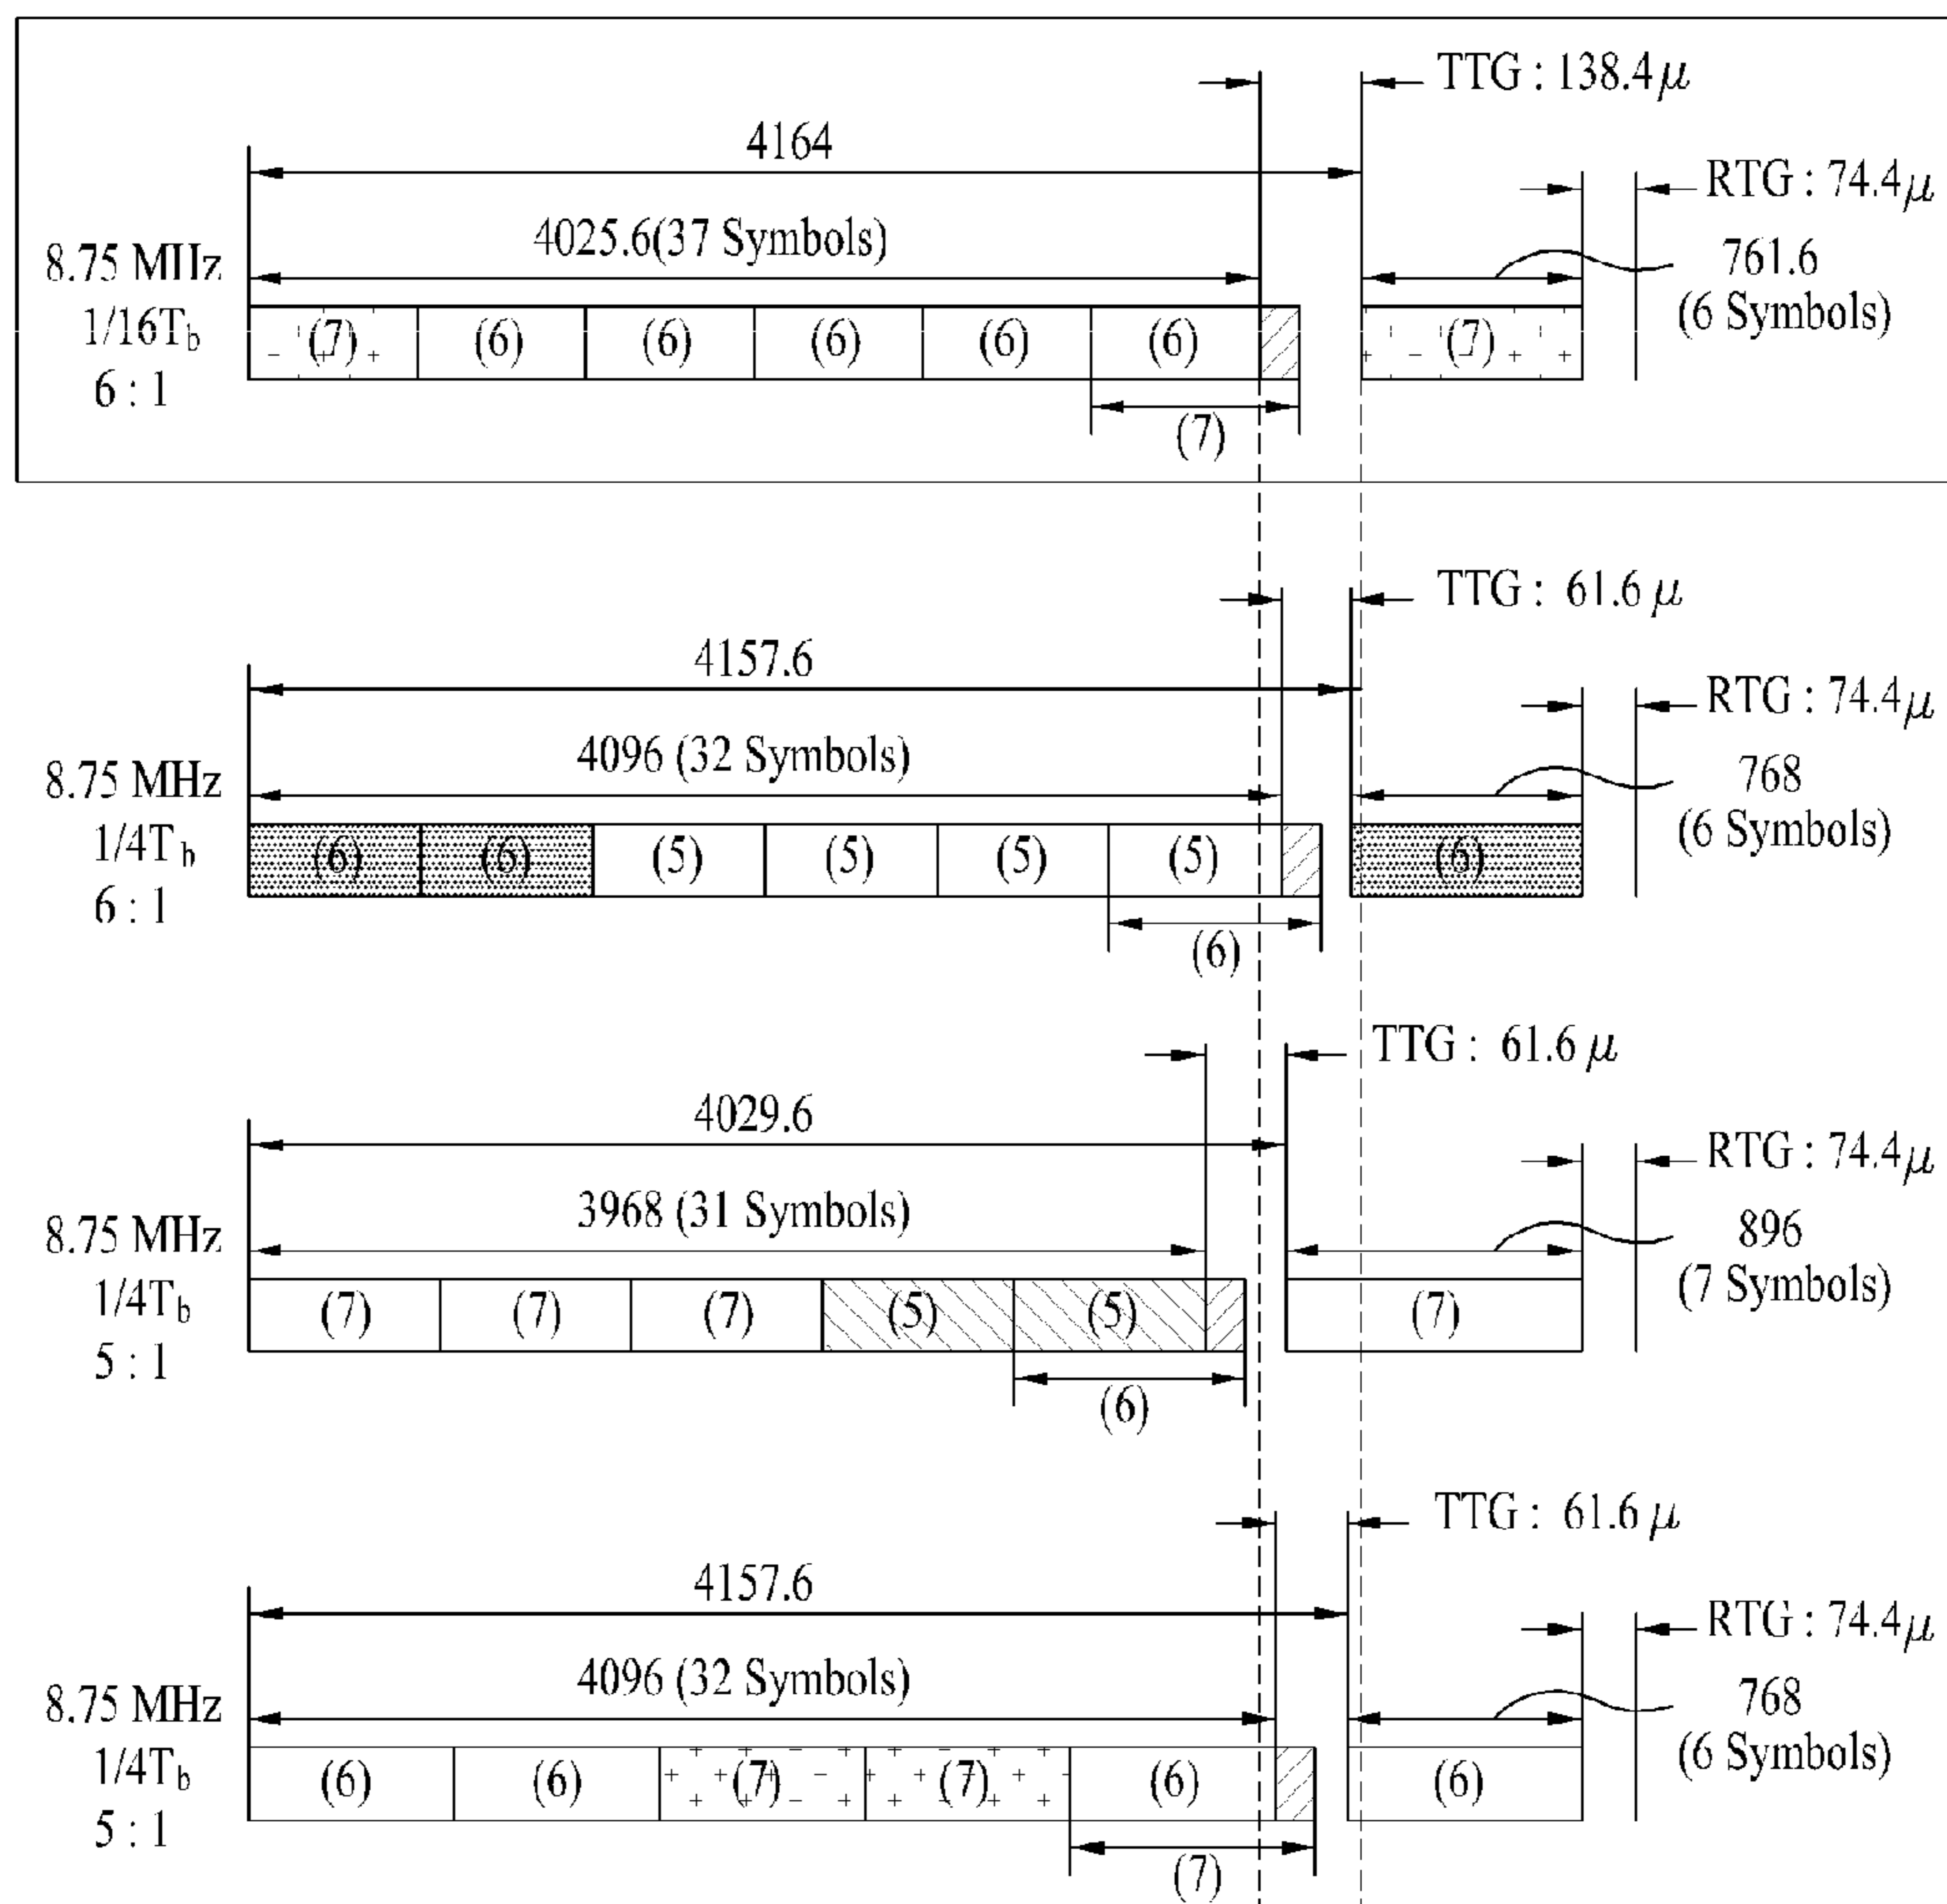 TTG : 138.4μ
4164
RTG : 74.4μ
4025.6(37 Symbols)
8.75 MHz
761.6
1/16Tb
(6 Symbols)
6 : 1
(7) (6) (6) (6) (6) (6) (7)
(7)
TTG : 61.6 μ
4157.6
RTG : 74.4μ
4096 (32 Symbols)
8.75 MHz
768
1/4Tb
(6 Symbols)
6 : 1
(6) (6) (5) (5) (5) (5) (6)
(6)
TTG : 61.6 μ
4029.6
RTG : 74.4μ
3968 (31 Symbols)
8.75 MHz
896
1/4Tb
(7 Symbols)
5 : 1
(7) (7) (7) (5) (5) (7)
(6)
TTG : 61.6 μ
4157.6
RTG : 74.4μ
4096 (32 Symbols)
8.75 MHz
768
1/4Tb
(6 Symbols)
5 : 1
(6) (6) (7) (7) (6) (6)
(7)